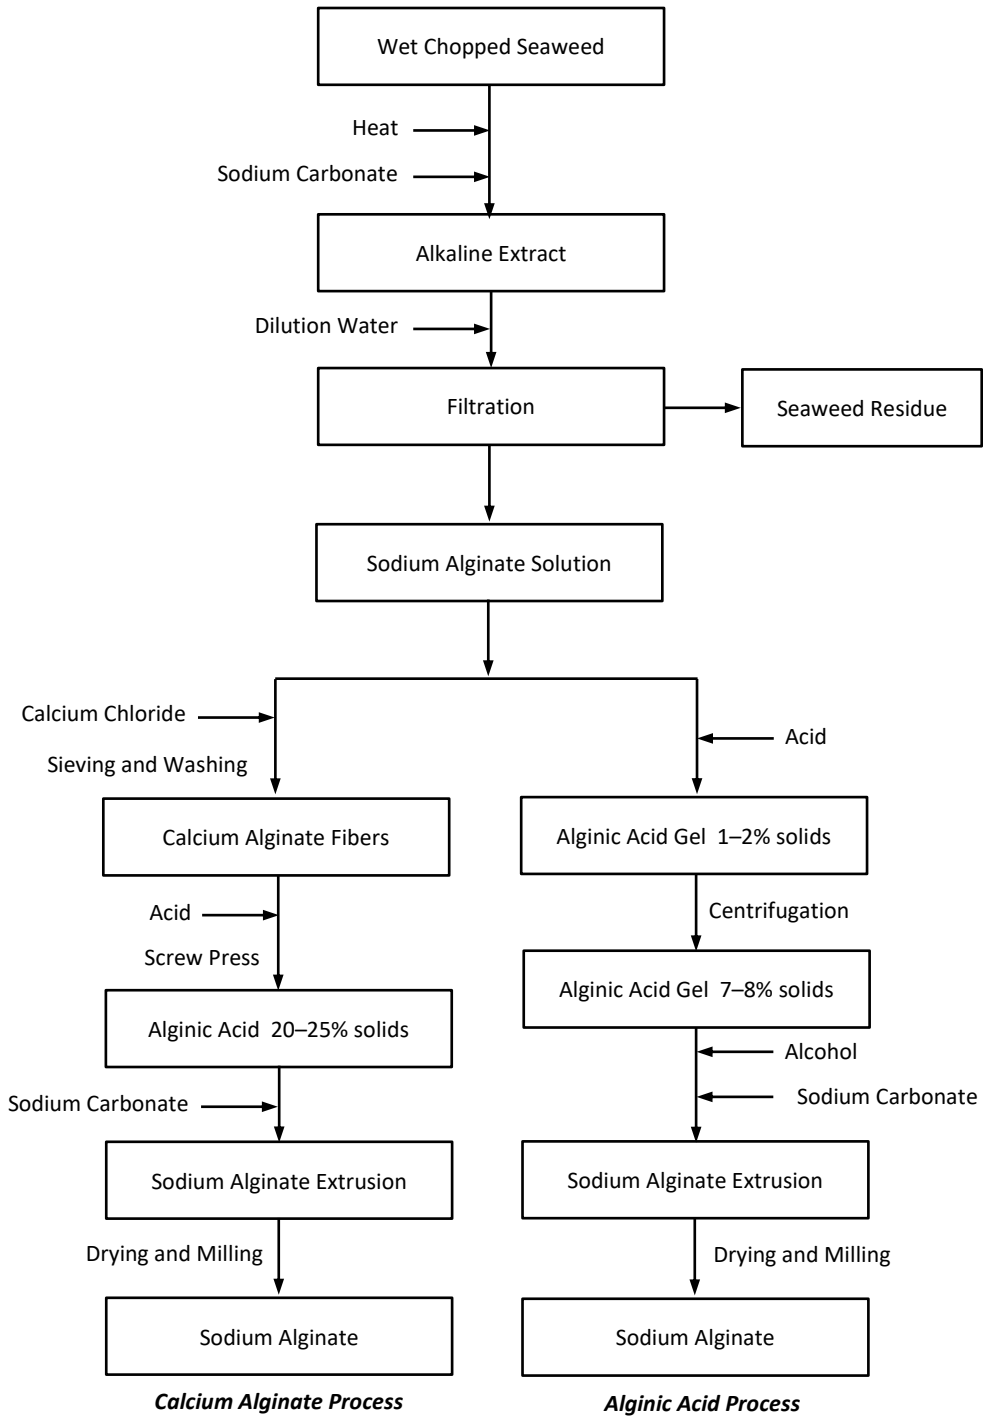 Wet Chopped Seaweed
Heat
Sodium Carbonate
Alkaline Extract
Dilution Water
Filtration
Seaweed Residue
Sodium Alginate Solution
Calcium Chloride
Sieving and Washing
Calcium Alginate Fibers
Acid
Screw Press
Alginic Acid 20–25% solids
Sodium Carbonate
Sodium Alginate Extrusion
Drying and Milling
Sodium Alginate
Calcium Alginate Process
Acid
Alginic Acid Gel 1–2% solids
Centrifugation
Alginic Acid Gel 7–8% solids
Alcohol
Sodium Carbonate
Sodium Alginate Extrusion
Drying and Milling
Sodium Alginate
Alginic Acid Process